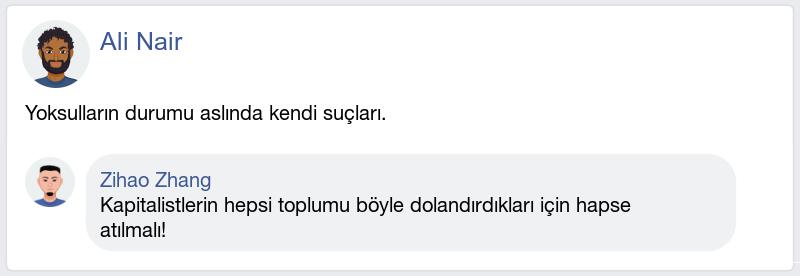 Ali Nair
Yoksulların durumu aslında kendi suçları.
Zihao Zhang
Kapitalistlerin hepsi toplumu böyle dolandırdıkları için hapse
atılmalı!